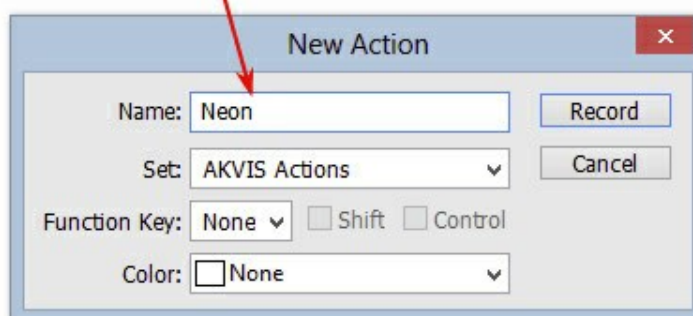 New Action
Name: Neon Record
Set: AKVIS Actions Cancel
Function Key: None Shift Control
Color: None